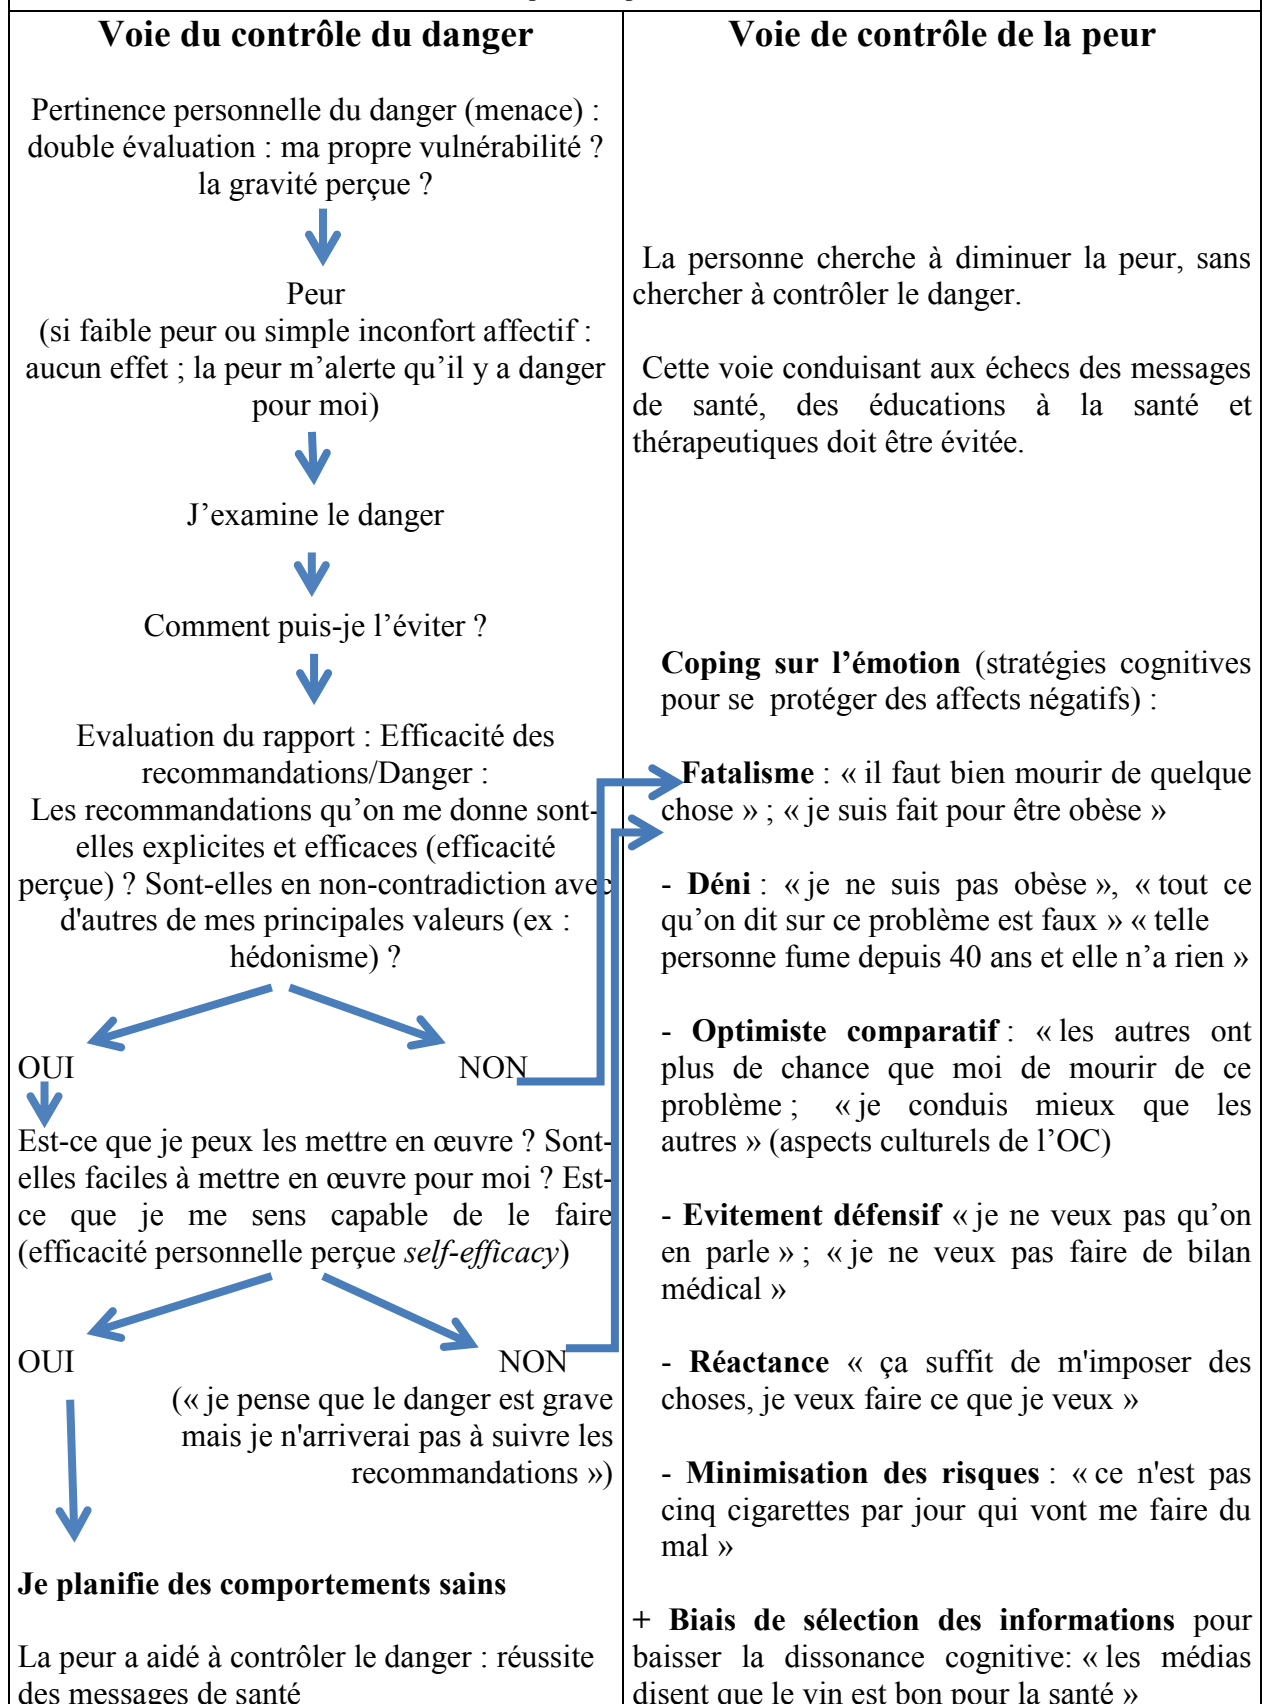 Voie du contrôle du danger
Pertinence personnelle du danger (menace) :
double évaluation : ma propre vulnérabilité ?
la gravité perçue ?
Peur
(si faible peur ou simple inconfort affectif :
aucun effet ; la peur m’alerte qu’il y a danger
pour moi)
J’examine le danger
Comment puis-je l’éviter ?
Evaluation du rapport : Efficacité des
recommandations/Danger :
Les recommandations qu’on me donne sont-
elles explicites et efficaces (efficacité
perçue) ? Sont-elles en non-contradiction avec
d'autres de mes principales valeurs (ex :
hédonisme) ?
OUI NON
Est-ce que je peux les mettre en œuvre ? Sont-
elles faciles à mettre en œuvre pour moi ? Est-
ce que je me sens capable de le faire
(efficacité personnelle perçue self-efficacy)
OUI NON
(« je pense que le danger est grave
mais je n'arriverai pas à suivre les
recommandations »)
Je planifie des comportements sains
La peur a aidé à contrôler le danger : réussite
des messages de santé
Voie de contrôle de la peur
La personne cherche à diminuer la peur, sans
chercher à contrôler le danger.
Cette voie conduisant aux échecs des messages
de santé, des éducations à la santé et
thérapeutiques doit être évitée.
Coping sur l’émotion (stratégies cognitives
pour se protéger des affects négatifs) :
Fatalisme : « il faut bien mourir de quelque
chose » ; « je suis fait pour être obèse »
- Déni : « je ne suis pas obèse », « tout ce
qu’on dit sur ce problème est faux » « telle
personne fume depuis 40 ans et elle n’a rien »
- Optimiste comparatif : « les autres ont
plus de chance que moi de mourir de ce
problème ; « je conduis mieux que les
autres » (aspects culturels de l’OC)
- Evitement défensif « je ne veux pas qu’on
en parle » ; « je ne veux pas faire de bilan
médical »
- Réactance « ça suffit de m'imposer des
choses, je veux faire ce que je veux »
- Minimisation des risques : « ce n'est pas
cinq cigarettes par jour qui vont me faire du
mal »
+ Biais de sélection des informations pour
baisser la dissonance cognitive: « les médias
disent que le vin est bon pour la santé »